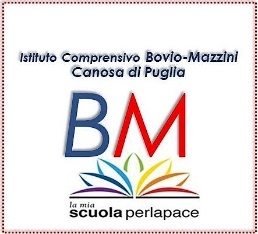 Istituto Comprensivo Bovio-Mazzini
Canosa di Puglia
BM
la mia
scuola perlapace